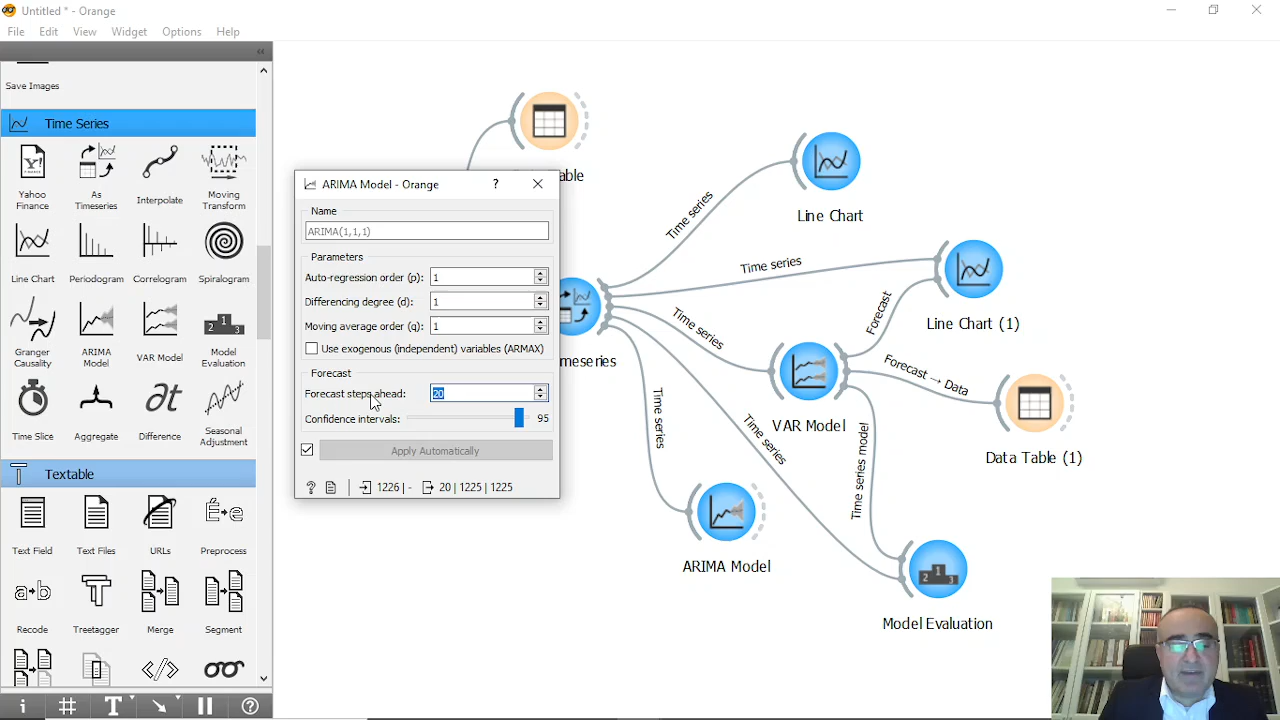 Untitled * - Orange
File Edit View Widget Options Help
Save Images
Time Series
Yahoo Finance
As Timeseries
Interpolate
Moving Transform
Line Chart
Periodogram
Correlogram
Spiralogram
Granger Causality
ARIMA Model
VAR Model
Model Evaluation
Time Slice
Aggregate
Difference
Seasonal Adjustment
Textable
Text Field
Text Files
URLs
Preprocess
Recode
Treetagger
Merge
Segment
ARIMA Model - Orange
Name
ARIMA(1,1,1)
Parameters
Auto-regression order (p): 1
Differencing degree (d): 1
Moving average order (q): 1
Use exogenous (independent) variables (ARMAX)
Forecast
Forecast steps ahead: 20
Confidence intervals: 95
Apply Automatically
1226 | - 20 | 1225 | 1225
able
meseries
Time series
Line Chart
Time series
Line Chart (1)
Time series
VAR Model
Forecast
Forecast → Data
Data Table (1)
Time series
Time series
Time series model
ARIMA Model
Model Evaluation